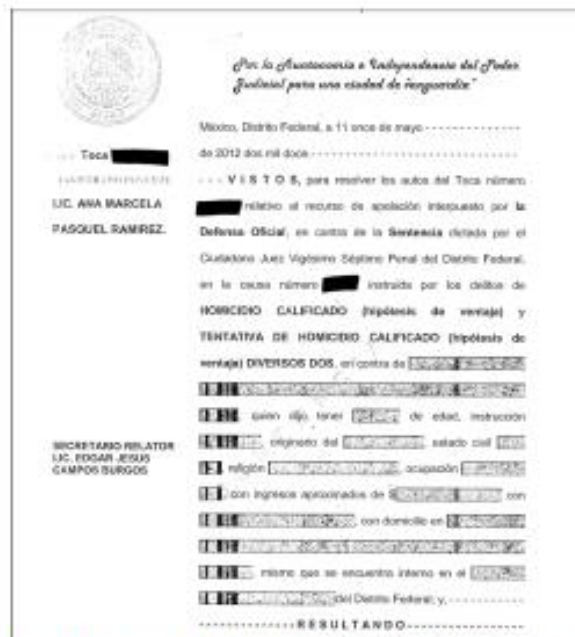 "Por la Auotonomía e Independencia del Poder
Judicial para una ciudad de vanguardia"
México, Distrito Federal, a 11 once de mayo
de 2012 dos mil doce
Toca
V I S T O S, para resolver los autos del Toca número
LIC. ANA MARCELA
PASQUEL RAMIREZ.
relativo al recurso de apelación interpuesto por la
Defensa Oficial, en contra de la Sentencia dictada por el
Ciudadano Juez Vigésimo Séptimo Penal del Distrito Federal,
en la causa número instruida por los delitos de
HOMICIDIO CALIFICADO (hipótesis de ventaja) y
TENTATIVA DE HOMICIDIO CALIFICADO (hipótesis de
ventaja) DIVERSOS DOS, en contra de
quien dijo tener de edad, instrucción
SECRETARIO RELATOR
LIC. EDGAR JESUS
CAMPOS BURGOS
originario del estado civil
religión , ocupación
con ingresos aproximados de $ con
, con domicilio en
, mismo que se encuentra interno en el
del Distrito Federal; y,
R E S U L T A N D O